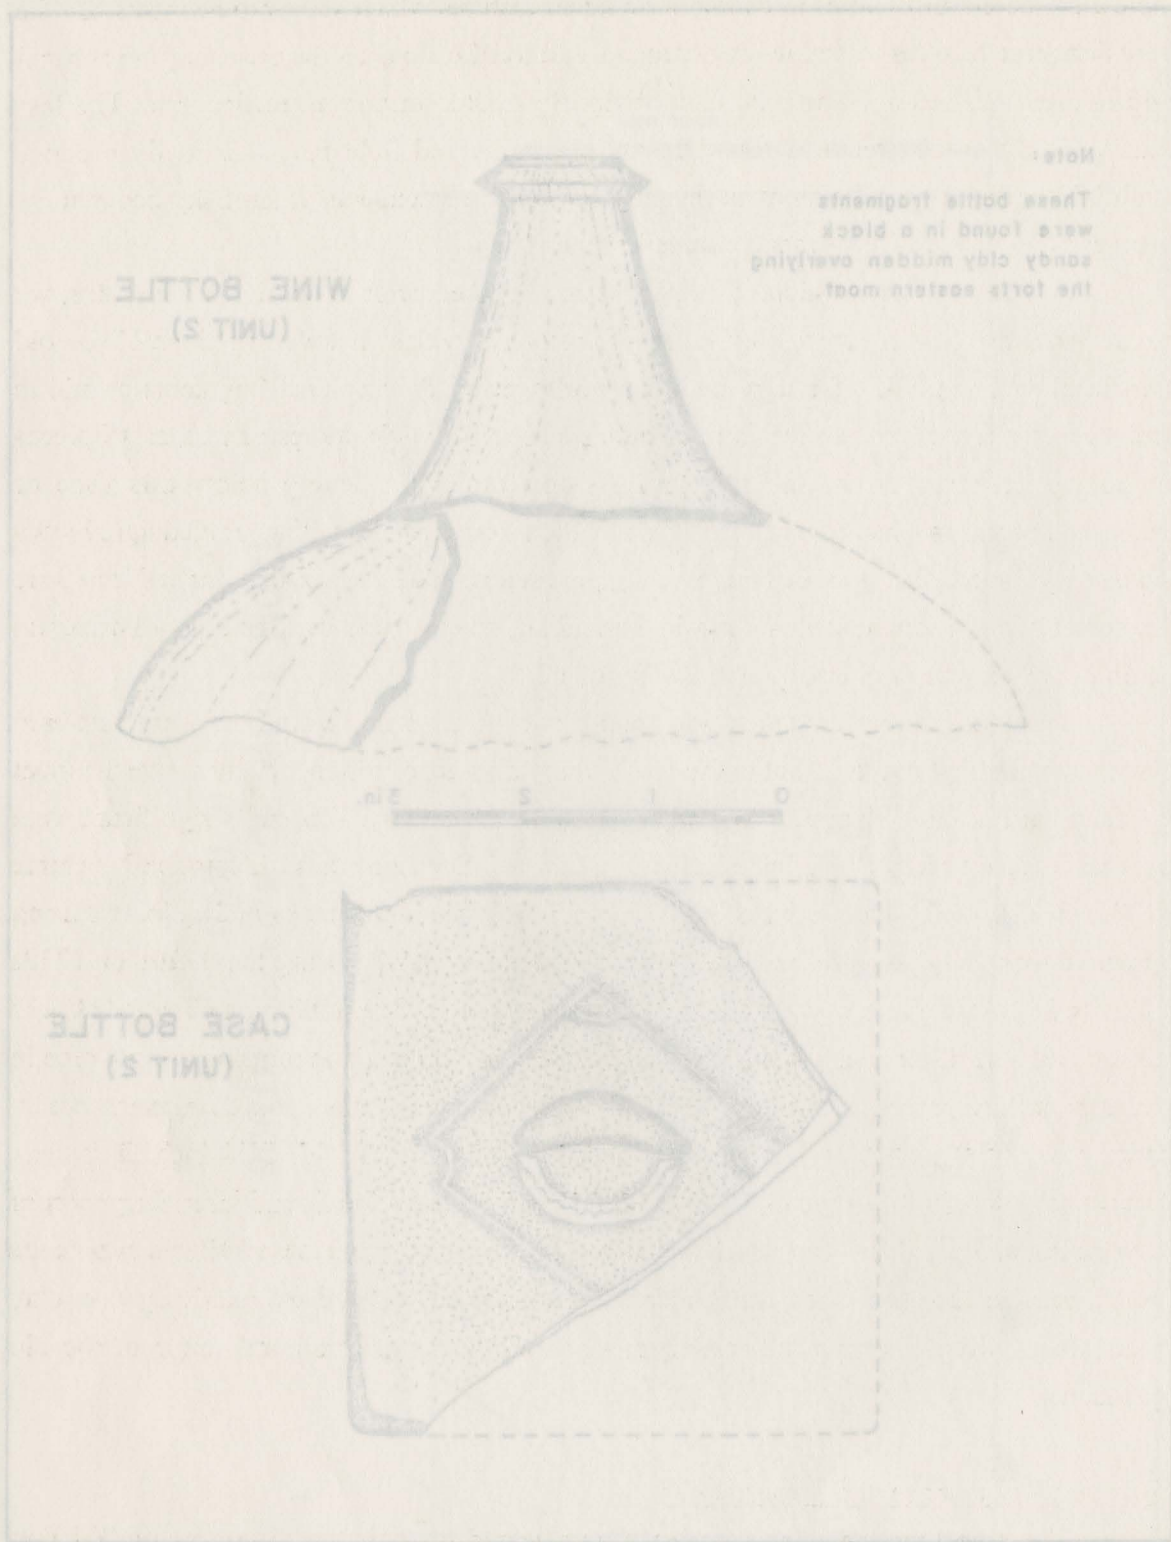 Note:
These bottle fragments
were found in a black
sandy clay midden overlying
the forts eastern moat.
WINE BOTTLE
(UNIT 2)
0 1 2 3 in.
CASE BOTTLE
(UNIT 2)